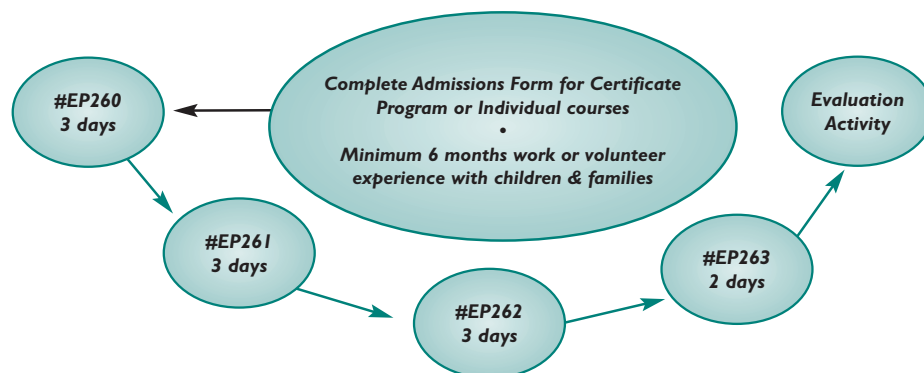 Complete Admissions Form for Certificate
Program or Individual courses
•
Minimum 6 months work or volunteer
experience with children & families
#EP260
3 days
#EP261
3 days
#EP262
3 days
#EP263
2 days
Evaluation
Activity